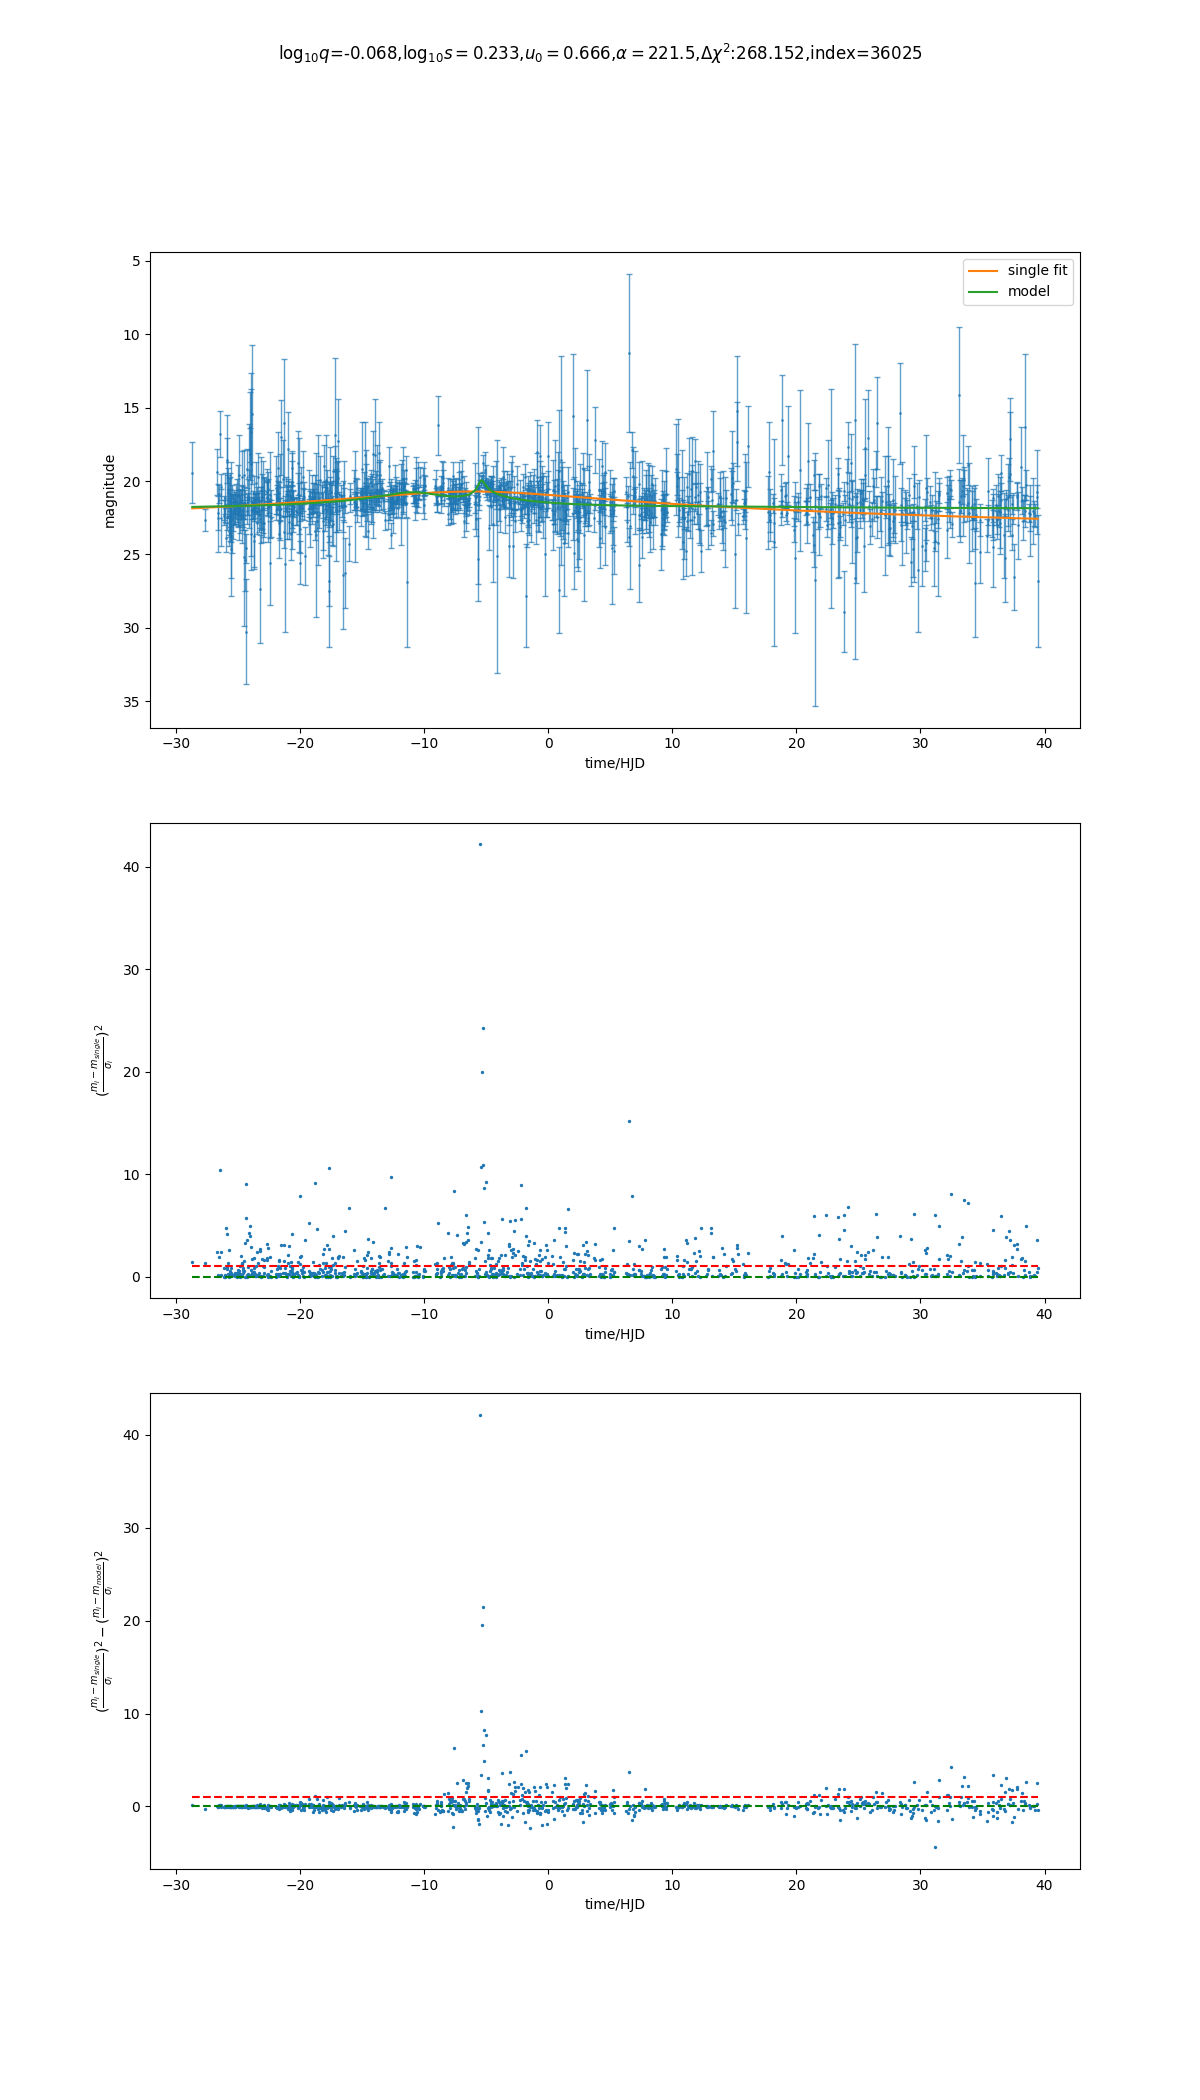 log₁₀q=-0.068,log₁₀s = 0.233,u₀ = 0.666,α = 221.5,Δχ²:268.152,index=36025
5
10
15
20
25
30
35
magnitude
single fit
model
−30 −20 −10 0 10 20 30 40
time/HJD
40
30
20
10
0
(mᵢ − m_single / σᵢ)²
−30 −20 −10 0 10 20 30 40
time/HJD
40
30
20
10
0
(mᵢ − m_single / σᵢ)² − (mᵢ − m_model / σᵢ)²
−30 −20 −10 0 10 20 30 40
time/HJD